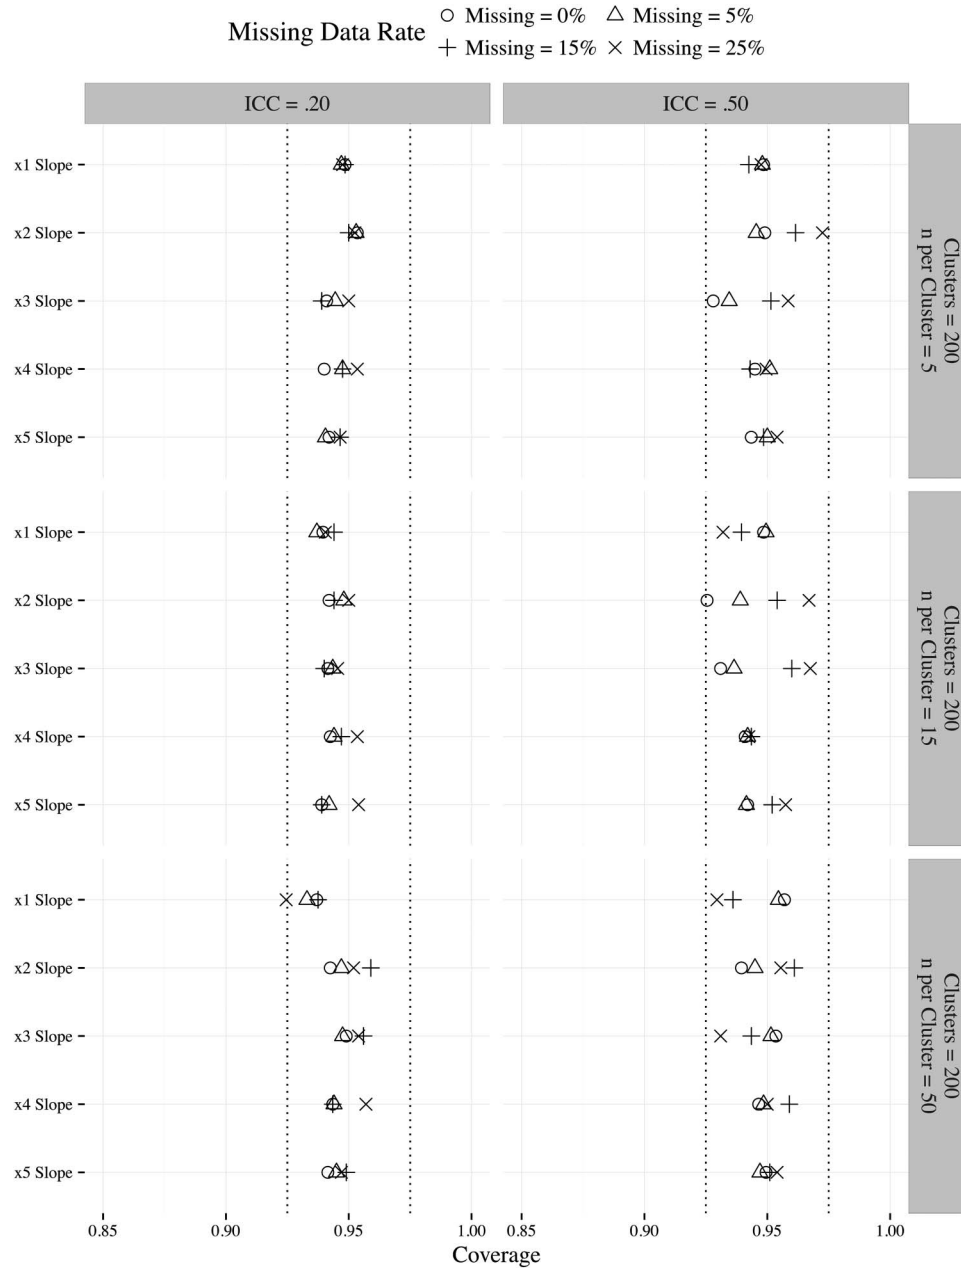 Missing Data Rate
Missing = 0%
Missing = 5%
Missing = 15%
Missing = 25%
ICC = .20
ICC = .50
x1 Slope
x2 Slope
x3 Slope
x4 Slope
x5 Slope
Clusters = 200
n per Cluster = 5
x1 Slope
x2 Slope
x3 Slope
x4 Slope
x5 Slope
Clusters = 200
n per Cluster = 15
x1 Slope
x2 Slope
x3 Slope
x4 Slope
x5 Slope
Clusters = 200
n per Cluster = 50
0.85 0.90 0.95 1.00 0.85 0.90 0.95 1.00
Coverage